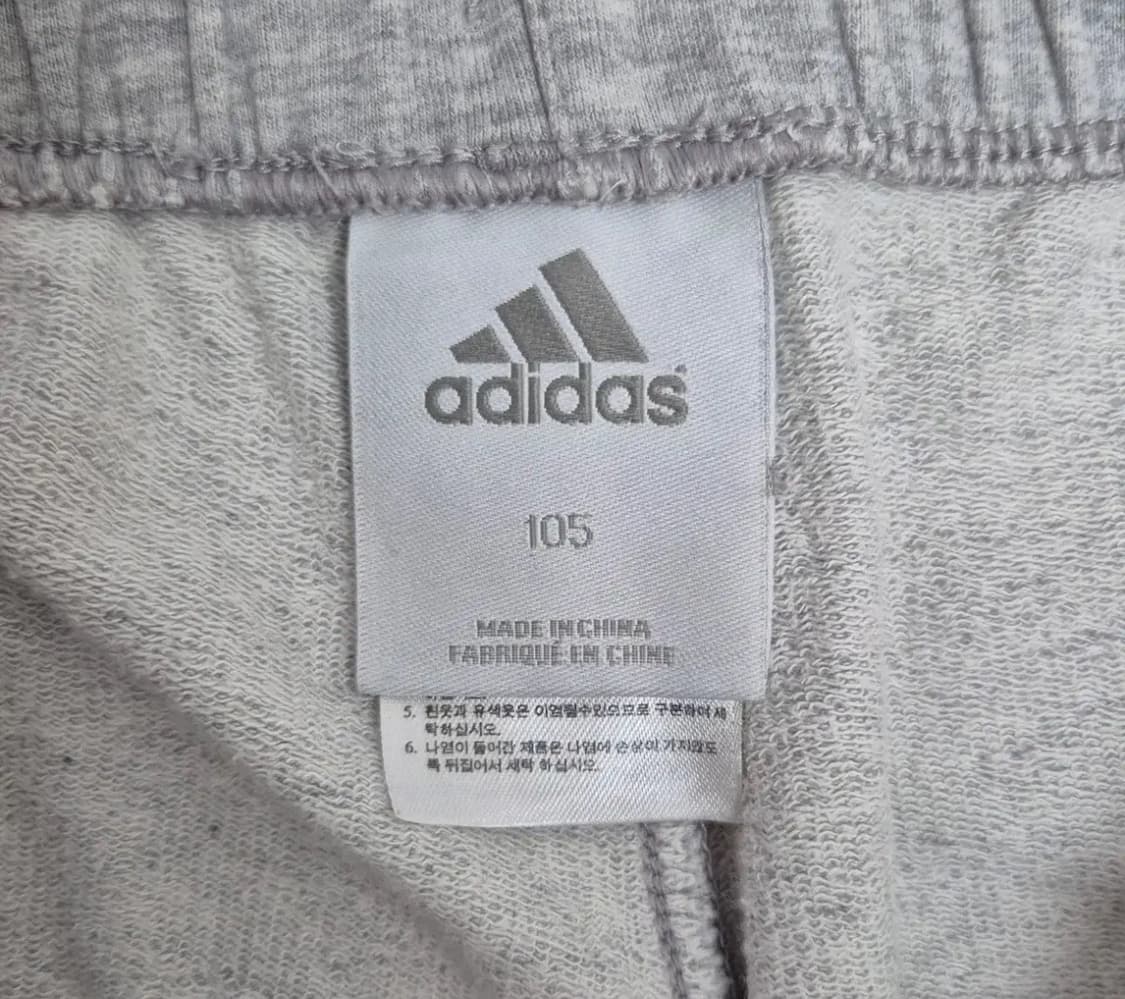 adidas®
105
MADE IN CHINA
FABRIQUÉ EN CHINE
5. 흰옷과 유색옷은 이염될수있으므로 구분하여 세
탁하십시오.
6. 나염이 들어간 제품은 나염에 손상이 가지않도
록 뒤집어서 세탁 하십시오.